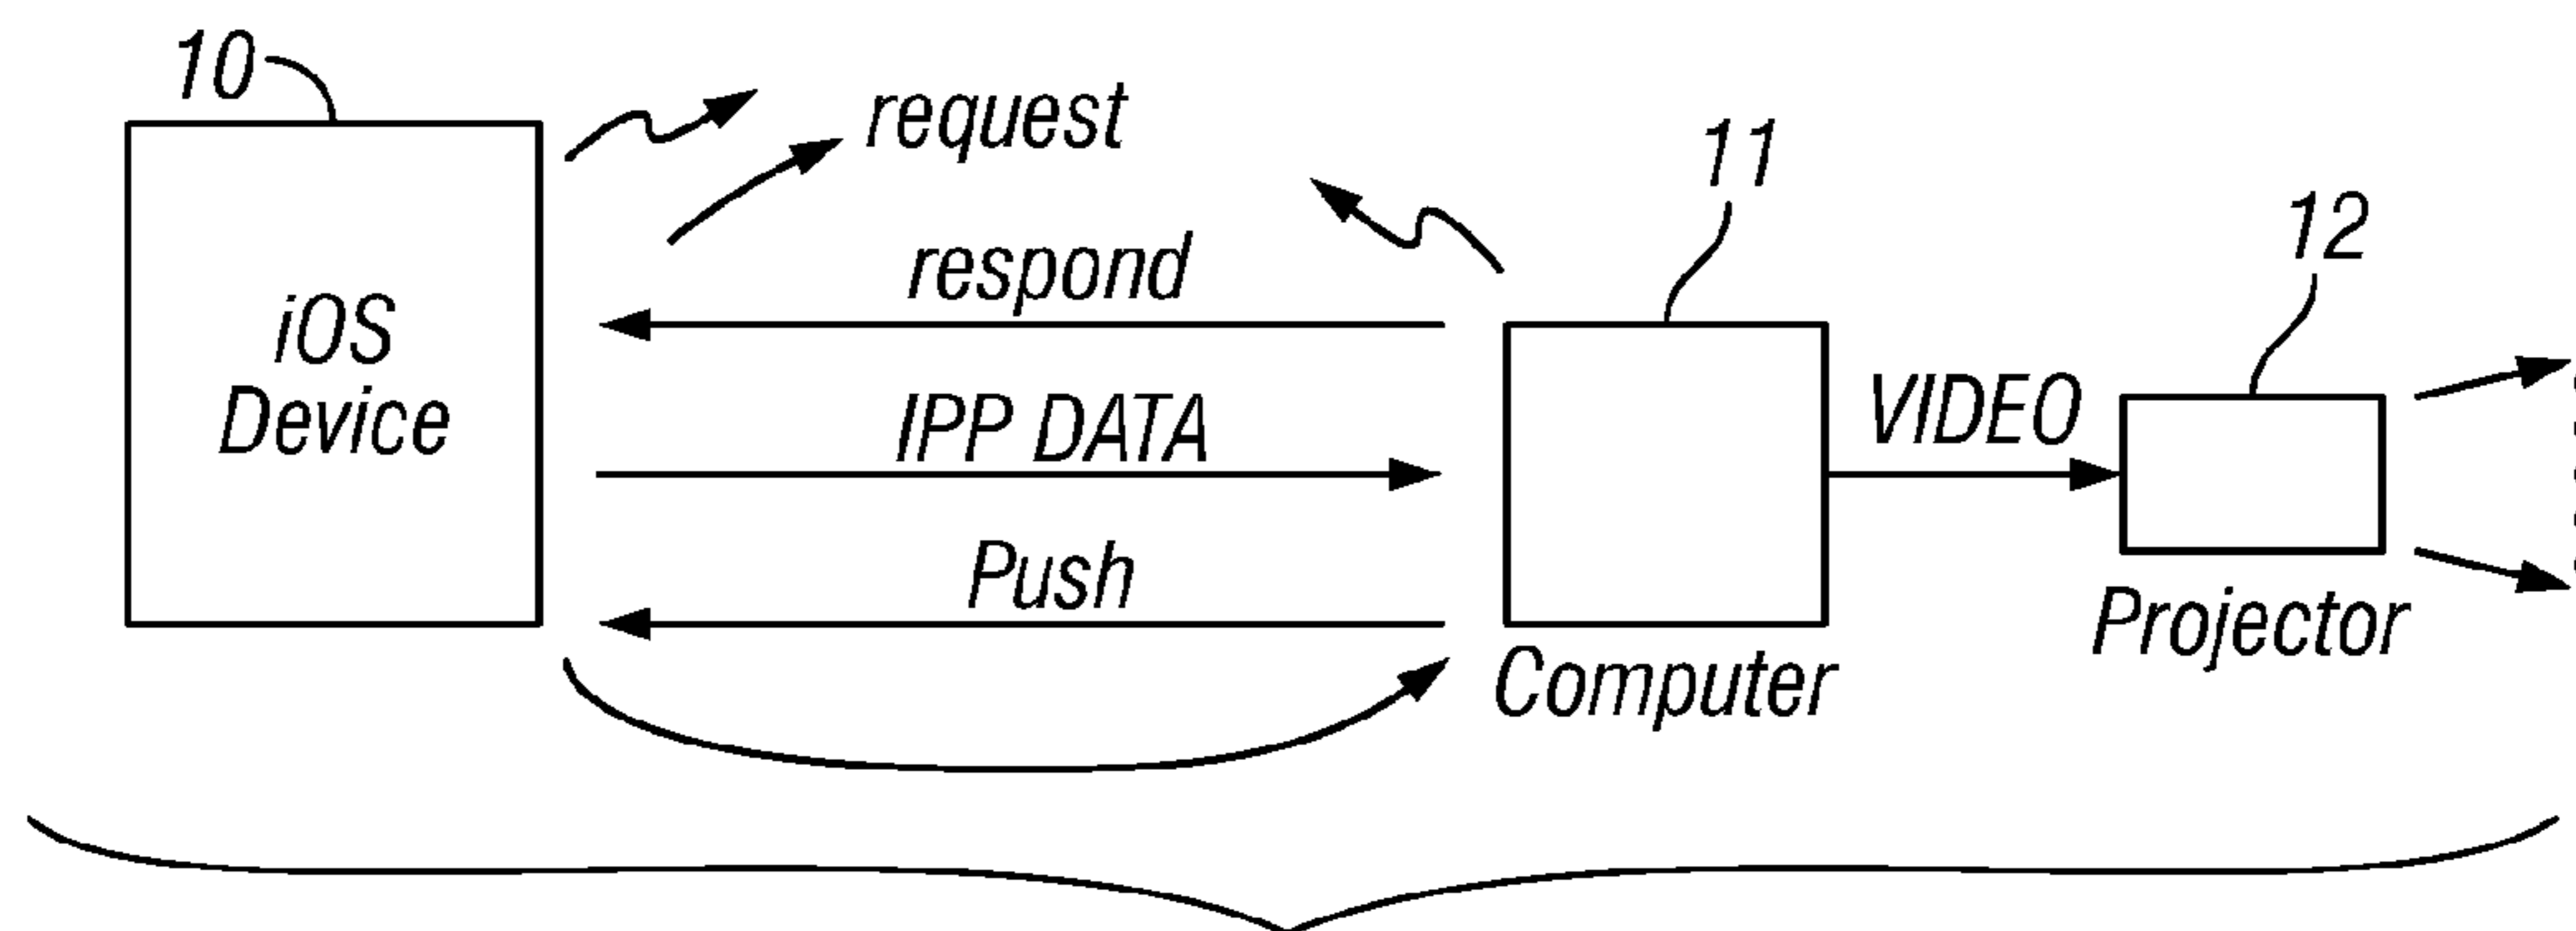 10
request
11
respond
12
iOS
Device
IPP DATA
VIDEO
Push
Projector
Computer